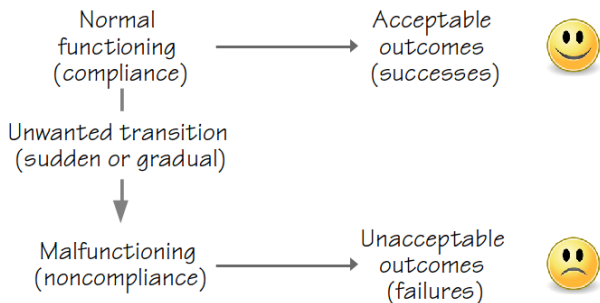 Normal
functioning
(compliance)
Acceptable
outcomes
(successes)
Unwanted transition
(sudden or gradual)
Malfunctioning
(noncompliance)
Unacceptable
outcomes
(failures)